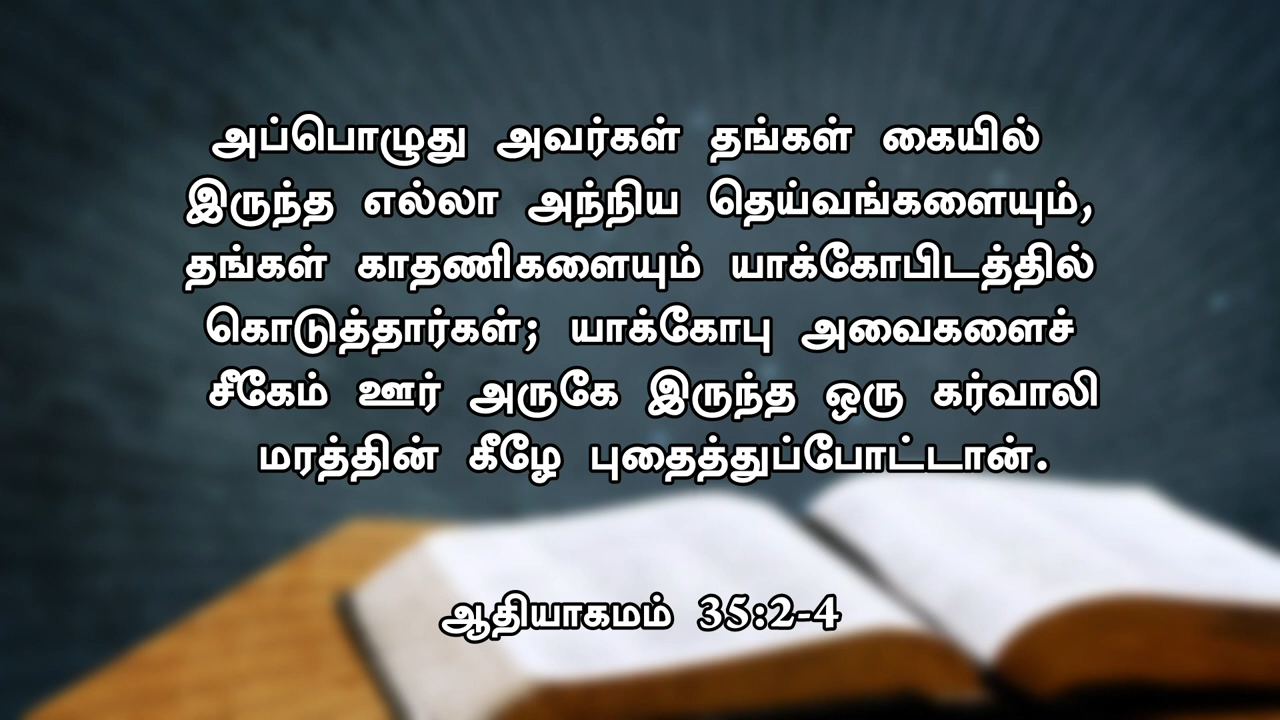 அப்பொழுது அவர்கள் தங்கள் கையில்
இருந்த எல்லா அந்நிய தெய்வங்களையும்,
தங்கள் காதணிகளையும் யாக்கோபிடத்தில்
கொடுத்தார்கள்; யாக்கோபு அவைகளைச்
சீகேம் ஊர் அருகே இருந்த ஒரு கர்வாலி
மரத்தின் கீழே புதைத்துப்போட்டான்.
ஆதியாகமம் 35:2-4